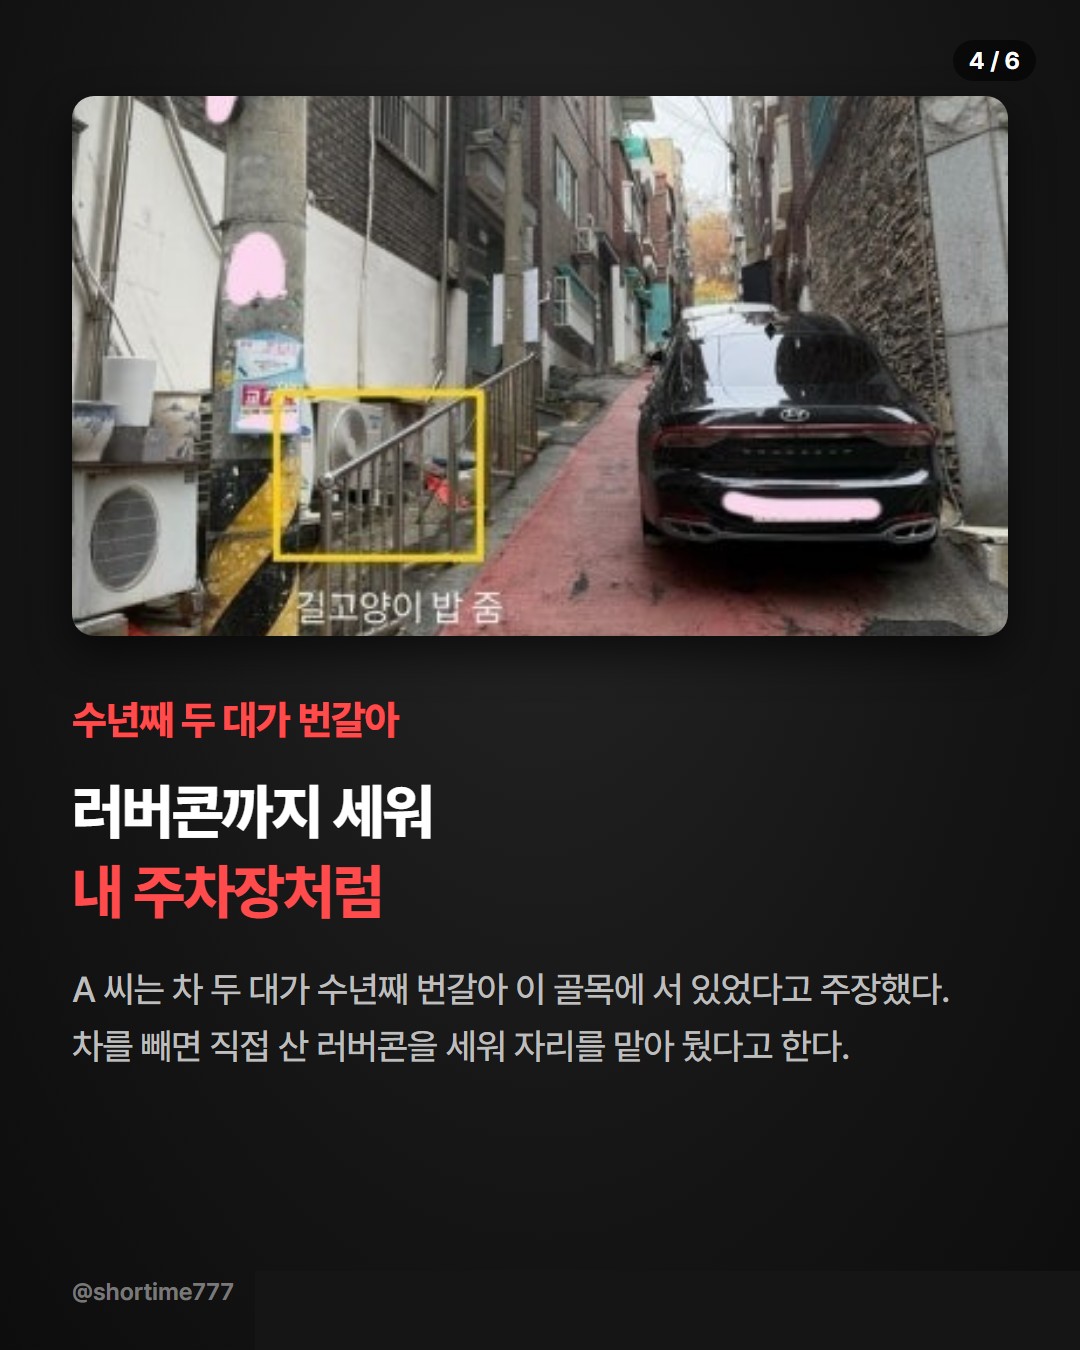 4 / 6
길고양이 밥 줌
수년째 두 대가 번갈아
러버콘까지 세워
내 주차장처럼
A 씨는 차 두 대가 수년째 번갈아 이 골목에 서 있었다고 주장했다.
차를 빼면 직접 산 러버콘을 세워 자리를 맡아 뒀다고 한다.
@shortime777